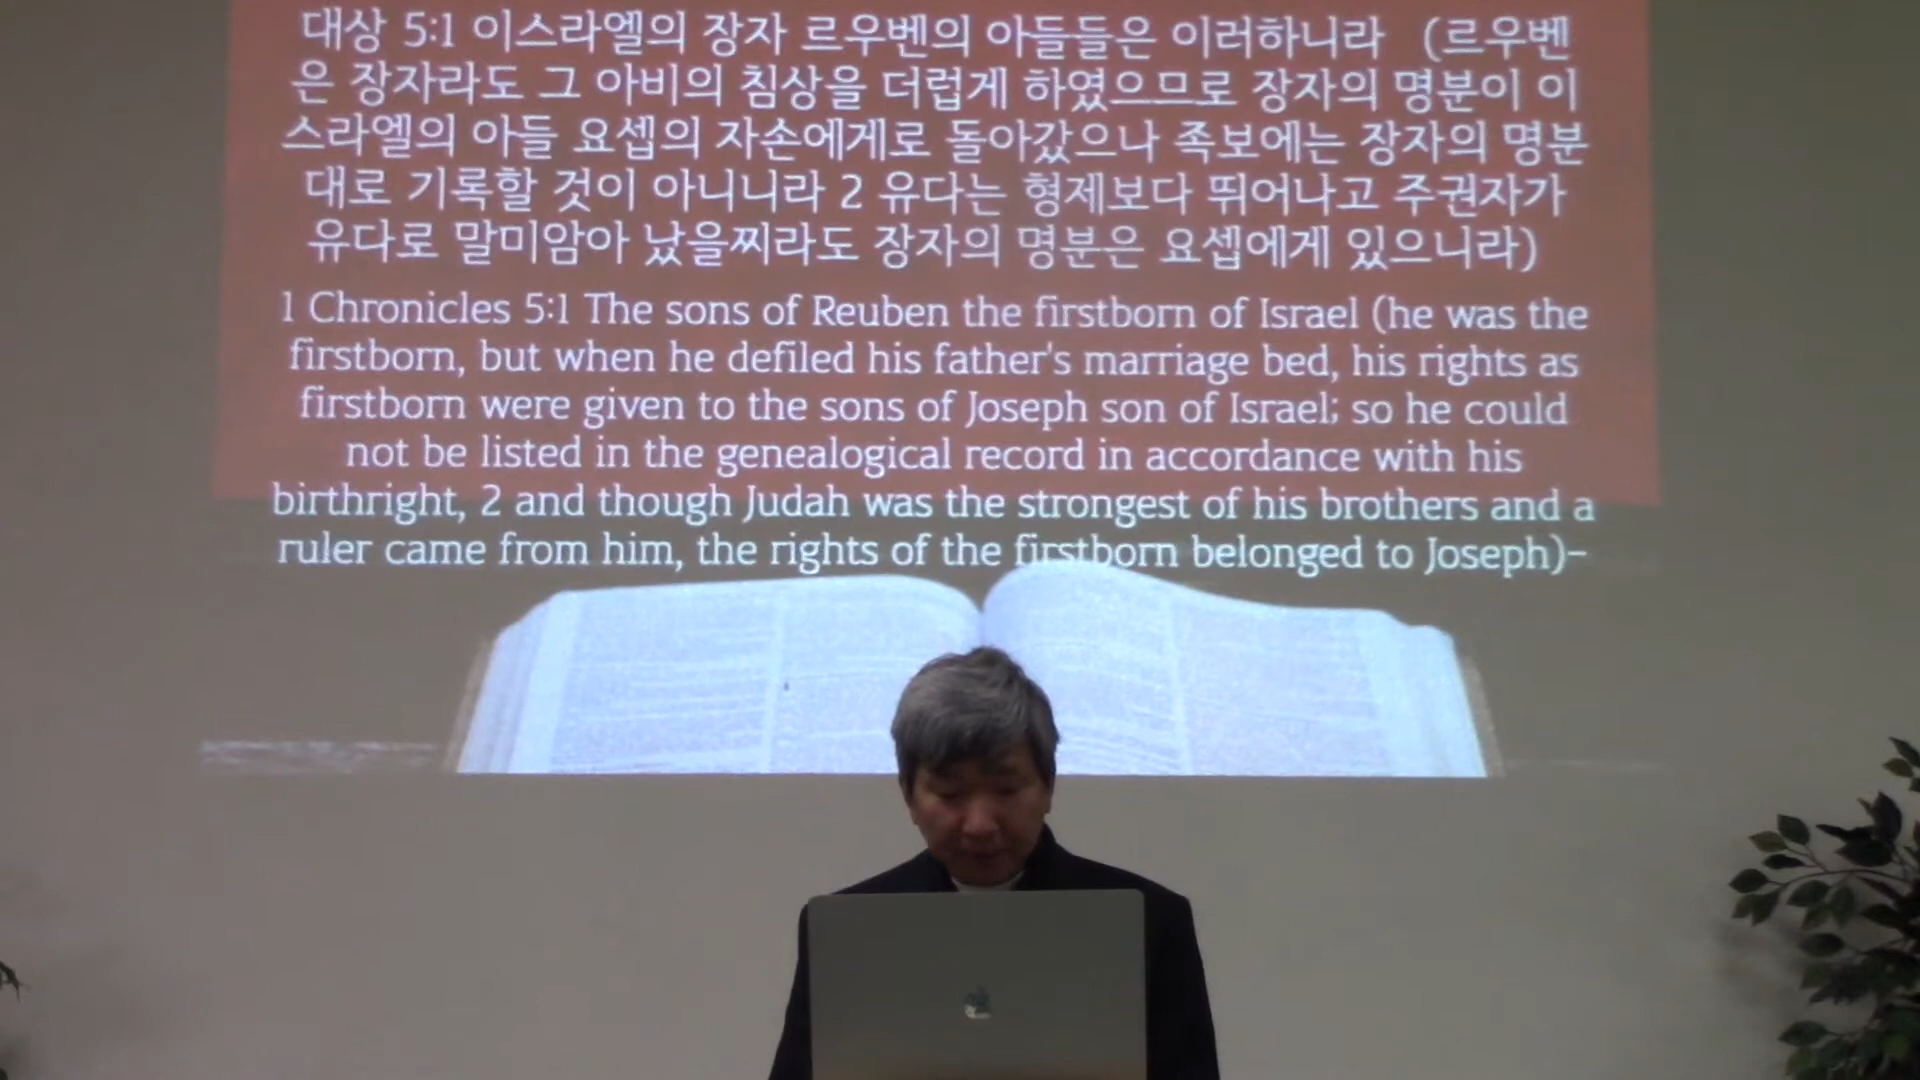 대상 5:1 이스라엘의 장자 르우벤의 아들들은 이러하니라 (르우벤
은 장자라도 그 아비의 침상을 더럽게 하였으므로 장자의 명분이 이
스라엘의 아들 요셉의 자손에게로 돌아갔으나 족보에는 장자의 명분
대로 기록할 것이 아니니라 2 유다는 형제보다 뛰어나고 주권자가
유다로 말미암아 났을찌라도 장자의 명분은 요셉에게 있으니라)
1 Chronicles 5:1 The sons of Reuben the firstborn of Israel (he was the
firstborn, but when he defiled his father's marriage bed, his rights as
firstborn were given to the sons of Joseph son of Israel; so he could
not be listed in the genealogical record in accordance with his
birthright, 2 and though Judah was the strongest of his brothers and a
ruler came from him, the rights of the firstborn belonged to Joseph)–